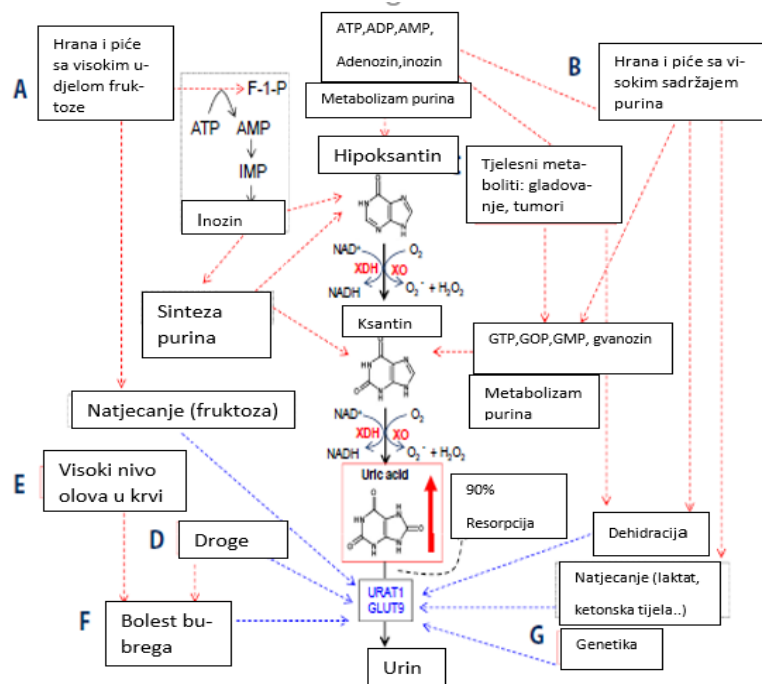 A
Hrana i piće
sa visokim u-
djelom fruk-
toze
F-1-P
ATP
AMP
IMP
Inozin
ATP,ADP,AMP,
Adenozin,inozin
Metabolizam purina
B
Hrana i piće sa vi-
sokim sadržajem
purina
Hipoksantin
Tjelesni meta-
boliti: gladova-
nje, tumori
N
NH
HN
N
O
NAD⁺
O₂
XDH
XO
NADH
O₂⁻ + H₂O₂
Sinteza
purina
Ksantin
GTP,GOP,GMP, gvanozin
Metabolizam
purina
O
HN
N
O
N
H
N
H
Natjecanje (fruktoza)
NAD⁺
O₂
XDH
XO
NADH
O₂⁻ + H₂O₂
E
Visoki nivo
olova u krvi
Uric acid
O
HN
H
N
O
O
N
H
N
H
90%
Resorpcija
D
Droge
Dehidracija
F
Bolest bu-
brega
URAT1
GLUT9
Natjecanje (laktat,
ketonska tijela..)
G
Genetika
Urin